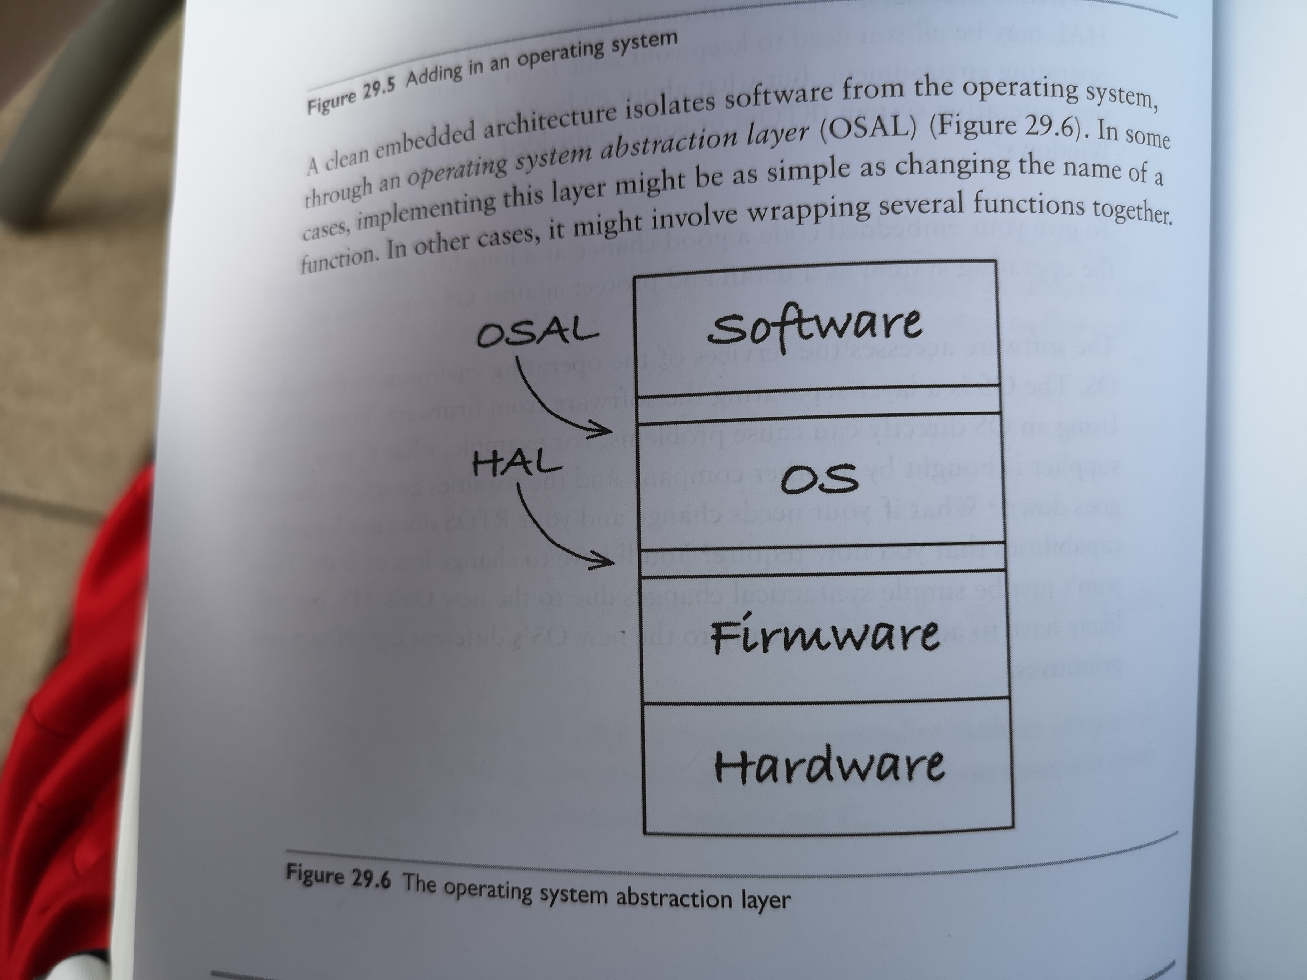 Figure 29.5 Adding in an operating system
A clean embedded architecture isolates software from the operating system,
through an operating system abstraction layer (OSAL) (Figure 29.6). In some
cases, implementing this layer might be as simple as changing the name of a
function. In other cases, it might involve wrapping several functions together.
Software
OSAL
OS
HAL
Firmware
Hardware
Figure 29.6 The operating system abstraction layer